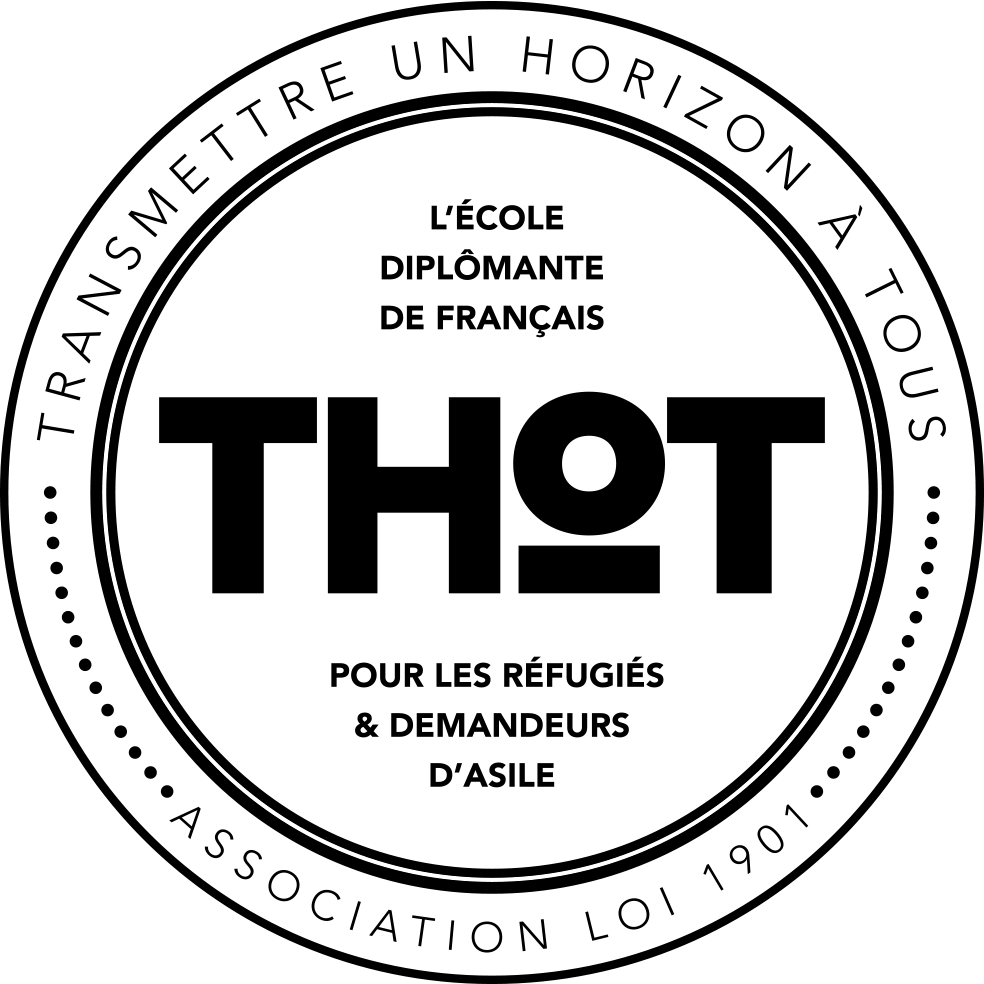 TRANSMETTRE UN HORIZON À TOUS
L’ÉCOLE
DIPLÔMANTE
DE FRANÇAIS
THOT
POUR LES RÉFUGIÉS
& DEMANDEURS
D’ASILE
ASSOCIATION LOI 1901